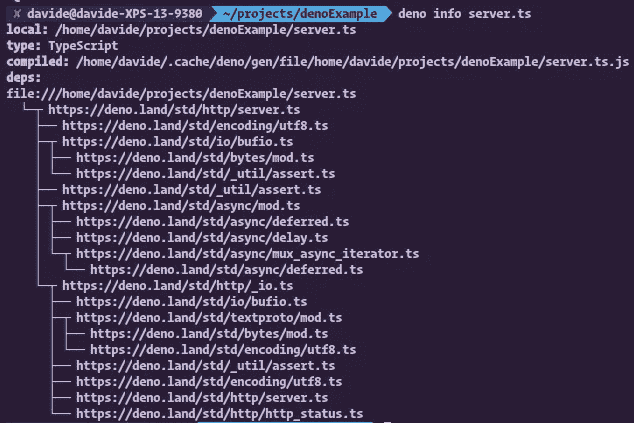 ✘ davide@davide-XPS-13-9380 ~/projects/denoExample deno info server.ts
local: /home/davide/projects/denoExample/server.ts
type: TypeScript
compiled: /home/davide/.cache/deno/gen/file/home/davide/projects/denoExample/server.ts.js
deps:
file:///home/davide/projects/denoExample/server.ts
└─┬ https://deno.land/std/http/server.ts
├── https://deno.land/std/encoding/utf8.ts
├─┬ https://deno.land/std/io/bufio.ts
│ ├── https://deno.land/std/bytes/mod.ts
│ └── https://deno.land/std/_util/assert.ts
├── https://deno.land/std/_util/assert.ts
├─┬ https://deno.land/std/async/mod.ts
│ ├── https://deno.land/std/async/deferred.ts
│ ├── https://deno.land/std/async/delay.ts
│ └─┬ https://deno.land/std/async/mux_async_iterator.ts
│ └── https://deno.land/std/async/deferred.ts
└─┬ https://deno.land/std/http/_io.ts
├── https://deno.land/std/io/bufio.ts
├─┬ https://deno.land/std/textproto/mod.ts
│ ├── https://deno.land/std/bytes/mod.ts
│ └── https://deno.land/std/encoding/utf8.ts
├── https://deno.land/std/_util/assert.ts
├── https://deno.land/std/encoding/utf8.ts
├── https://deno.land/std/http/server.ts
└── https://deno.land/std/http/http_status.ts